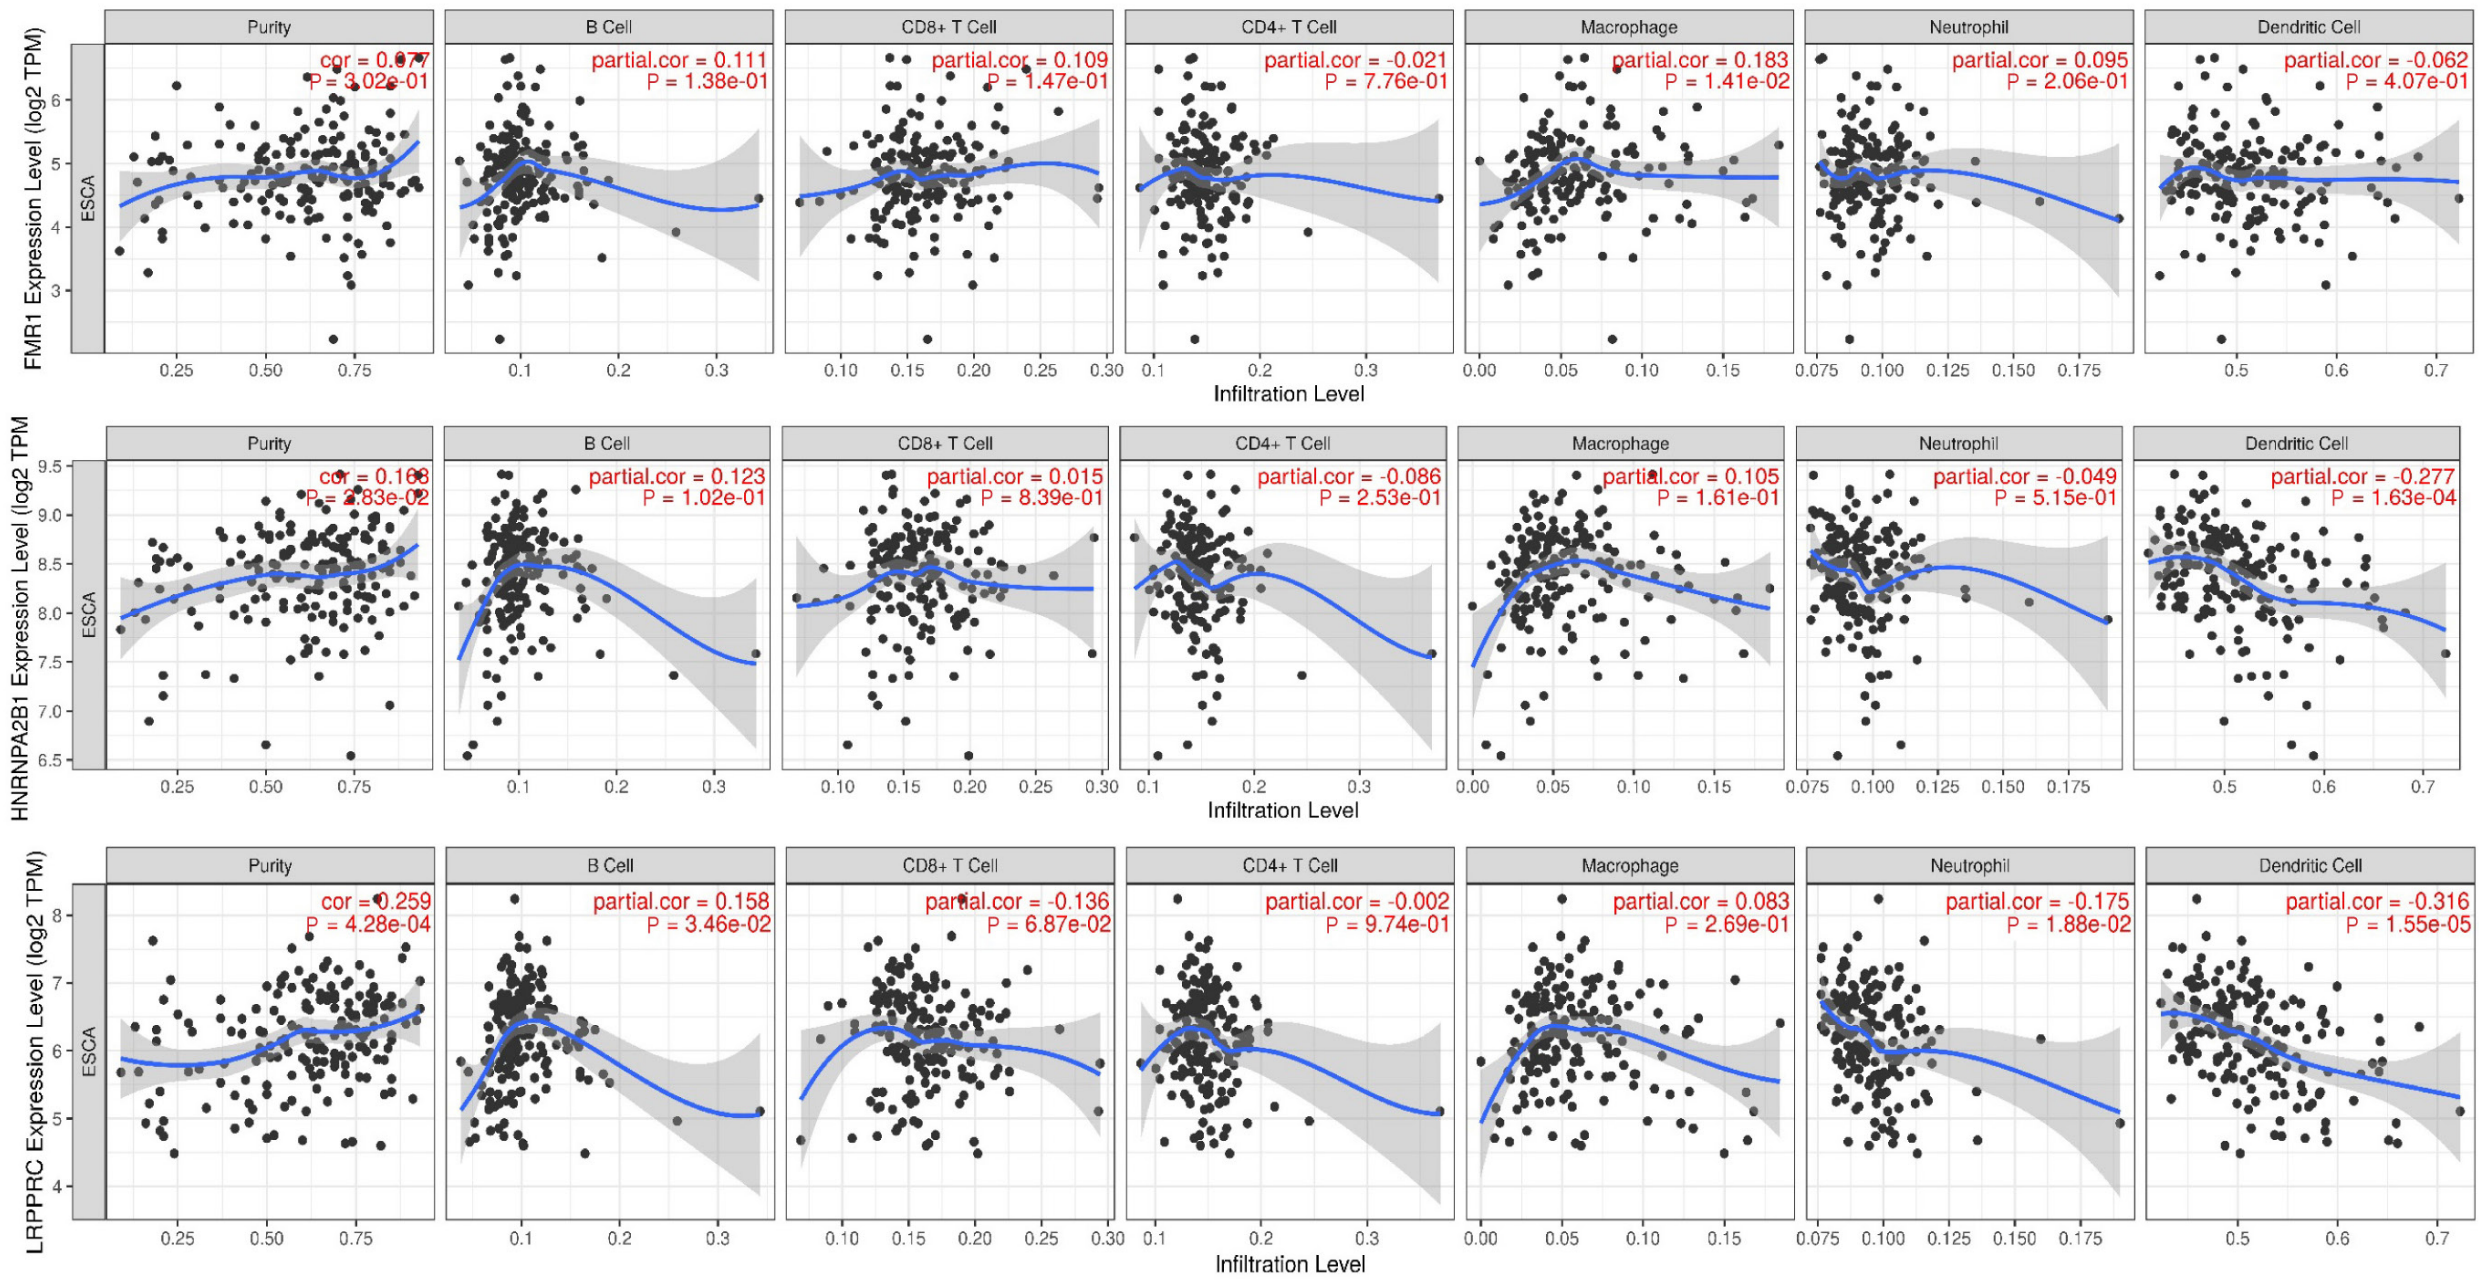 Purity
B Cell
CD8+ T Cell
CD4+ T Cell
Macrophage
Neutrophil
Dendritic Cell
FMR1 Expression Level (log2 TPM)
ESCA
cor = 0.077
P = 3.02e-01
partial.cor = 0.111
P = 1.38e-01
partial.cor = 0.109
P = 1.47e-01
partial.cor = -0.021
P = 7.76e-01
partial.cor = 0.183
P = 1.41e-02
partial.cor = 0.095
P = 2.06e-01
partial.cor = -0.062
P = 4.07e-01
6
5
4
3
0.25 0.50 0.75
0.1 0.2 0.3
0.10 0.15 0.20 0.25 0.30
0.1 0.2 0.3
0.00 0.05 0.10 0.15
0.075 0.100 0.125 0.150 0.175
0.5 0.6 0.7
Infiltration Level
Purity
B Cell
CD8+ T Cell
CD4+ T Cell
Macrophage
Neutrophil
Dendritic Cell
HNRNPA2B1 Expression Level (log2 TPM
ESCA
cor = 0.163
P = 2.83e-02
partial.cor = 0.123
P = 1.02e-01
partial.cor = 0.015
P = 8.39e-01
partial.cor = -0.086
P = 2.53e-01
partial.cor = 0.105
P = 1.61e-01
partial.cor = -0.049
P = 5.15e-01
partial.cor = -0.277
P = 1.63e-04
9.5
9.0
8.5
8.0
7.5
7.0
6.5
0.25 0.50 0.75
0.1 0.2 0.3
0.10 0.15 0.20 0.25 0.30
0.1 0.2 0.3
0.00 0.05 0.10 0.15
0.075 0.100 0.125 0.150 0.175
0.5 0.6 0.7
Infiltration Level
Purity
B Cell
CD8+ T Cell
CD4+ T Cell
Macrophage
Neutrophil
Dendritic Cell
LRPPRC Expression Level (log2 TPM)
ESCA
cor = 0.259
P = 4.28e-04
partial.cor = 0.158
P = 3.46e-02
partial.cor = -0.136
P = 6.87e-02
partial.cor = -0.002
P = 9.74e-01
partial.cor = 0.083
P = 2.69e-01
partial.cor = -0.175
P = 1.88e-02
partial.cor = -0.316
P = 1.55e-05
8
7
6
5
4
0.25 0.50 0.75
0.1 0.2 0.3
0.10 0.15 0.20 0.25 0.30
0.1 0.2 0.3
0.00 0.05 0.10 0.15
0.075 0.100 0.125 0.150 0.175
0.5 0.6 0.7
Infiltration Level